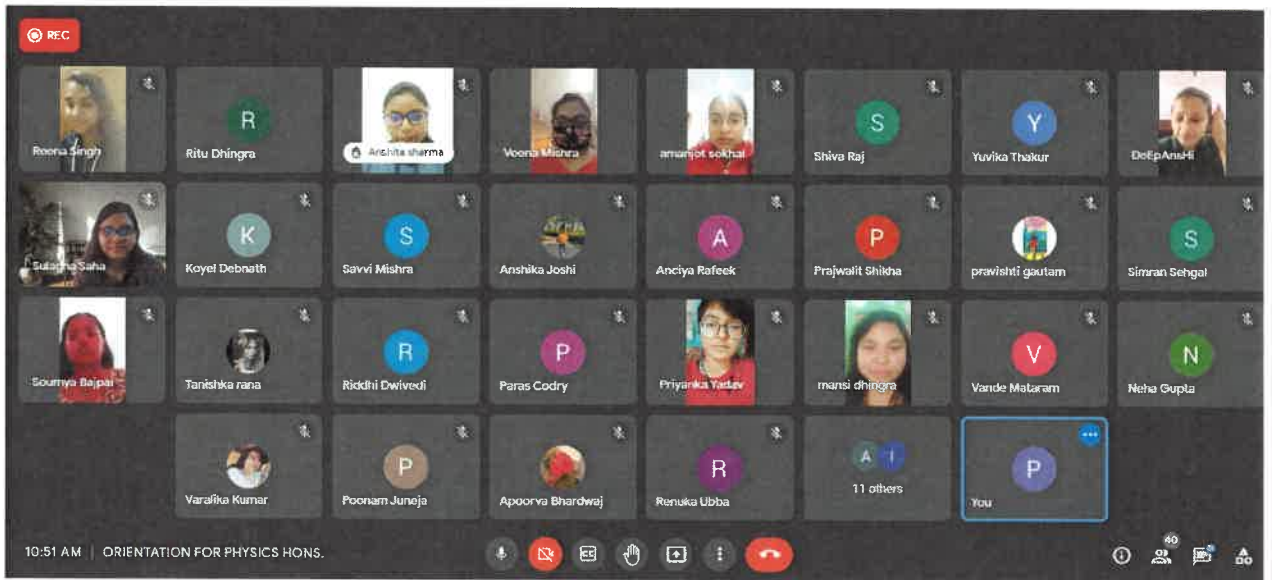 REC
Reena Singh
R
Ritu Dhingra
Anshita sharma
Veena Mishra
amanjot sokhal
S
Shiva Raj
Y
Yuvika Thakur
DeEpAnsHi
Sulagna Saha
K
Koyel Debnath
S
Savvi Mishra
Anshika Joshi
A
Anciya Rafeek
P
Prajwalit Shikha
pravishti gautam
S
Simran Sehgal
Soumya Bajpai
Tanishka rana
R
Riddhi Dwivedi
P
Paras Codry
Priyanka Yadav
mansi dhingra
V
Vande Mataram
N
Neha Gupta
Varalika Kumar
P
Poonam Juneja
Apoorva Bhardwaj
R
Renuka Ubba
A I
11 others
P
You
10:51 AM | ORIENTATION FOR PHYSICS HONS.
CC
40